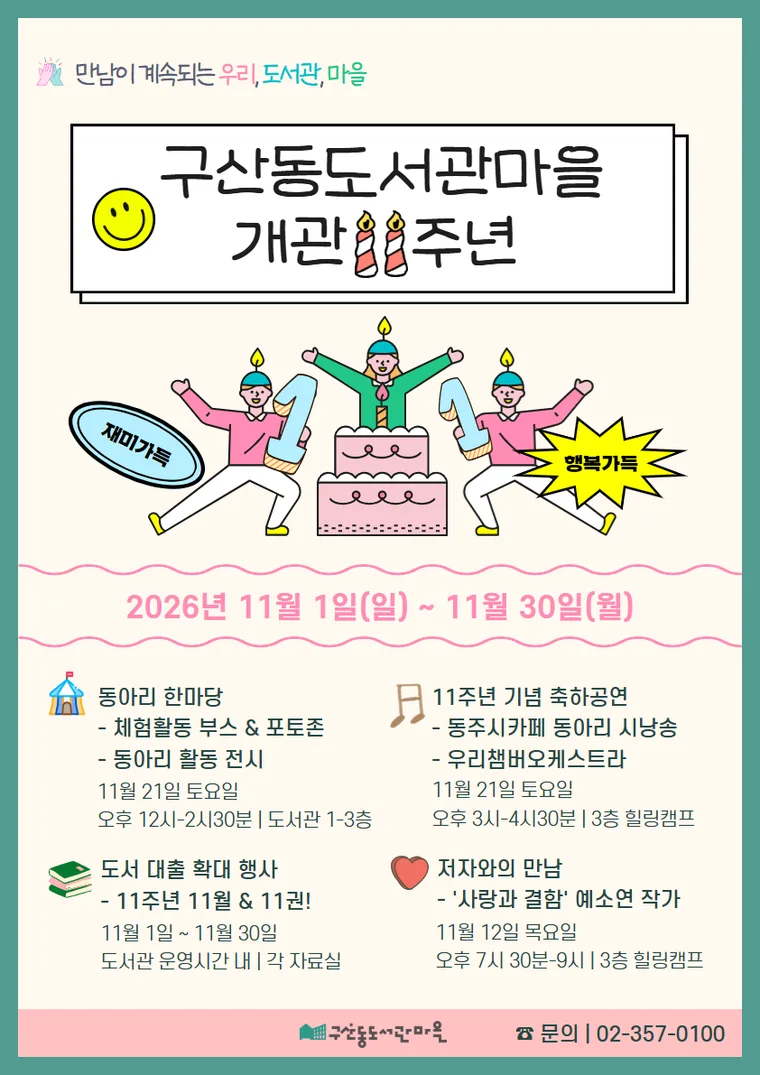 만남이 계속되는 우리, 도서관, 마을
구산동도서관마을
개관11주년
재미가득
행복가득
2026년 11월 1일(일) ~ 11월 30일(월)
동아리 한마당
- 체험활동 부스 & 포토존
- 동아리 활동 전시
11월 21일 토요일
오후 12시-2시30분 | 도서관 1-3층
11주년 기념 축하공연
- 동주시카페 동아리 시낭송
- 우리챔버오케스트라
11월 21일 토요일
오후 3시-4시30분 | 3층 힐링캠프
도서 대출 확대 행사
- 11주년 11월 & 11권!
11월 1일 ~ 11월 30일
도서관 운영시간 내 | 각 자료실
저자와의 만남
- '사랑과 결함' 예소연 작가
11월 12일 목요일
오후 7시 30분-9시 | 3층 힐링캠프
구산동도서관마을
☎ 문의 | 02-357-0100